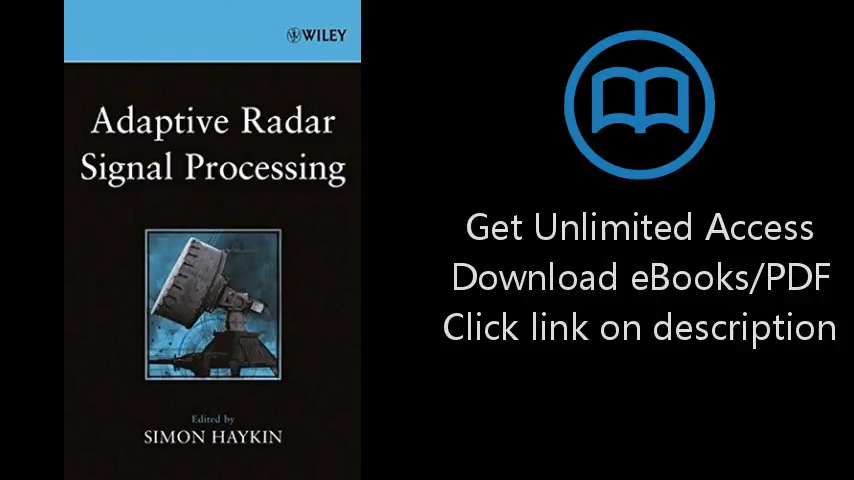 WILEY
Adaptive Radar
Signal Processing
Edited by
SIMON HAYKIN
Get Unlimited Access
Download eBooks/PDF
Click link on description